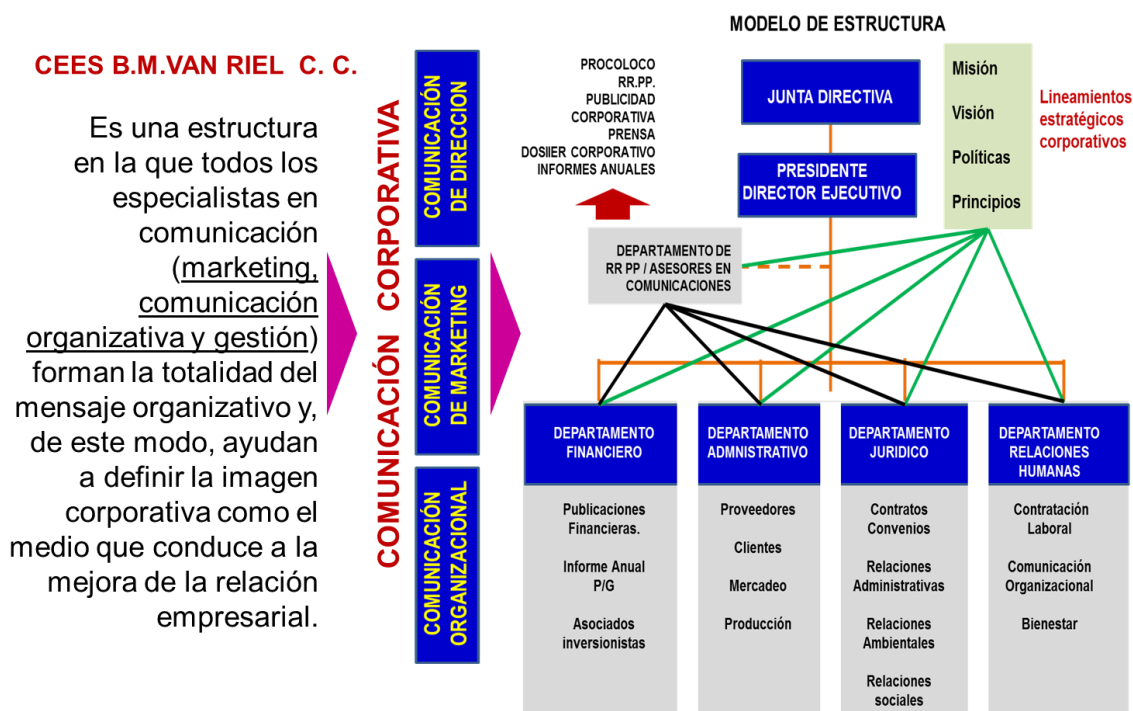 CEES B.M.VAN RIEL C. C.
Es una estructura
en la que todos los
especialistas en
comunicación
(marketing,
comunicación
organizativa y gestión)
forman la totalidad del
mensaje organizativo y,
de este modo, ayudan
a definir la imagen
corporativa como el
medio que conduce a la
mejora de la relación
empresarial.
COMUNICACIÓN CORPORATIVA
COMUNICACIÓN
DE DIRECCION
COMUNICACIÓN
DE MARKETING
COMUNICACIÓN
ORGANIZACIONAL
MODELO DE ESTRUCTURA
PROCOLOCO
RR.PP.
PUBLICIDAD
CORPORATIVA
PRENSA
DOSIIER CORPORATIVO
INFORMES ANUALES
JUNTA DIRECTIVA
PRESIDENTE
DIRECTOR EJECUTIVO
Misión
Visión
Políticas
Principios
Lineamientos
estratégicos
corporativos
DEPARTAMENTO DE
RR PP / ASESORES EN
COMUNICACIONES
DEPARTAMENTO
FINANCIERO
Publicaciones
Financieras.
Informe Anual
P/G
Asociados
inversionistas
DEPARTAMENTO
ADMNISTRATIVO
Proveedores
Clientes
Mercadeo
Producción
DEPARTAMENTO
JURIDICO
Contratos
Convenios
Relaciones
Administrativas
Relaciones
Ambientales
Relaciones
sociales
DEPARTAMENTO
RELACIONES
HUMANAS
Contratación
Laboral
Comunicación
Organizacional
Bienestar